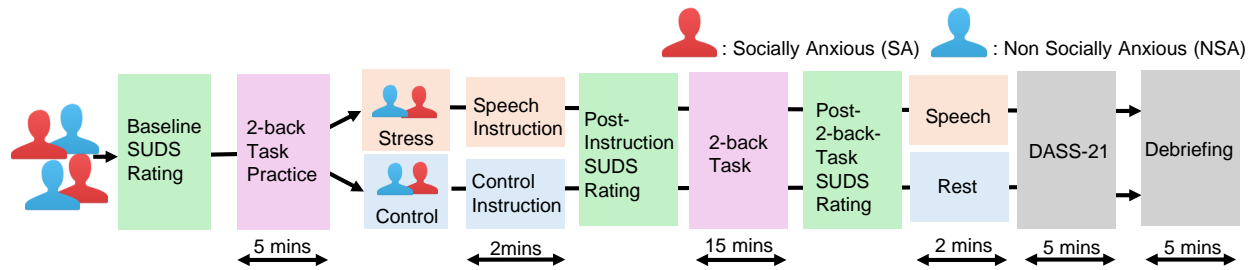 : Socially Anxious (SA)
: Non Socially Anxious (NSA)
Baseline
SUDS
Rating
2-back
Task
Practice
Stress
Control
Speech
Instruction
Control
Instruction
Post-
Instruction
SUDS
Rating
2-back
Task
Post-
2-back-
Task
SUDS
Rating
Speech
Rest
DASS-21
Debriefing
5 mins
2mins
15 mins
2 mins
5 mins
5 mins